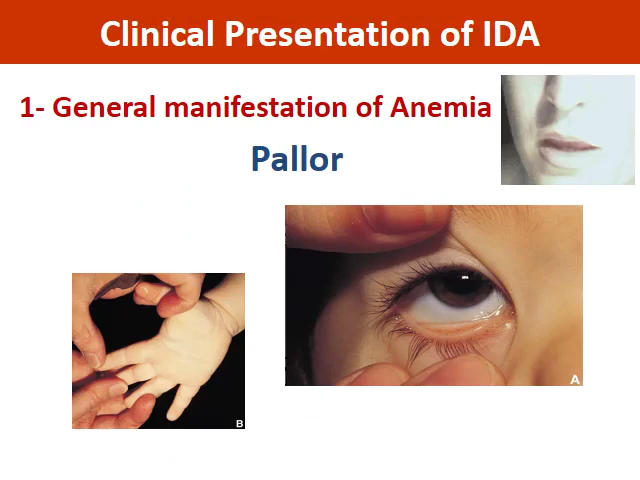 Clinical Presentation of IDA
1- General manifestation of Anemia
Pallor
A
B